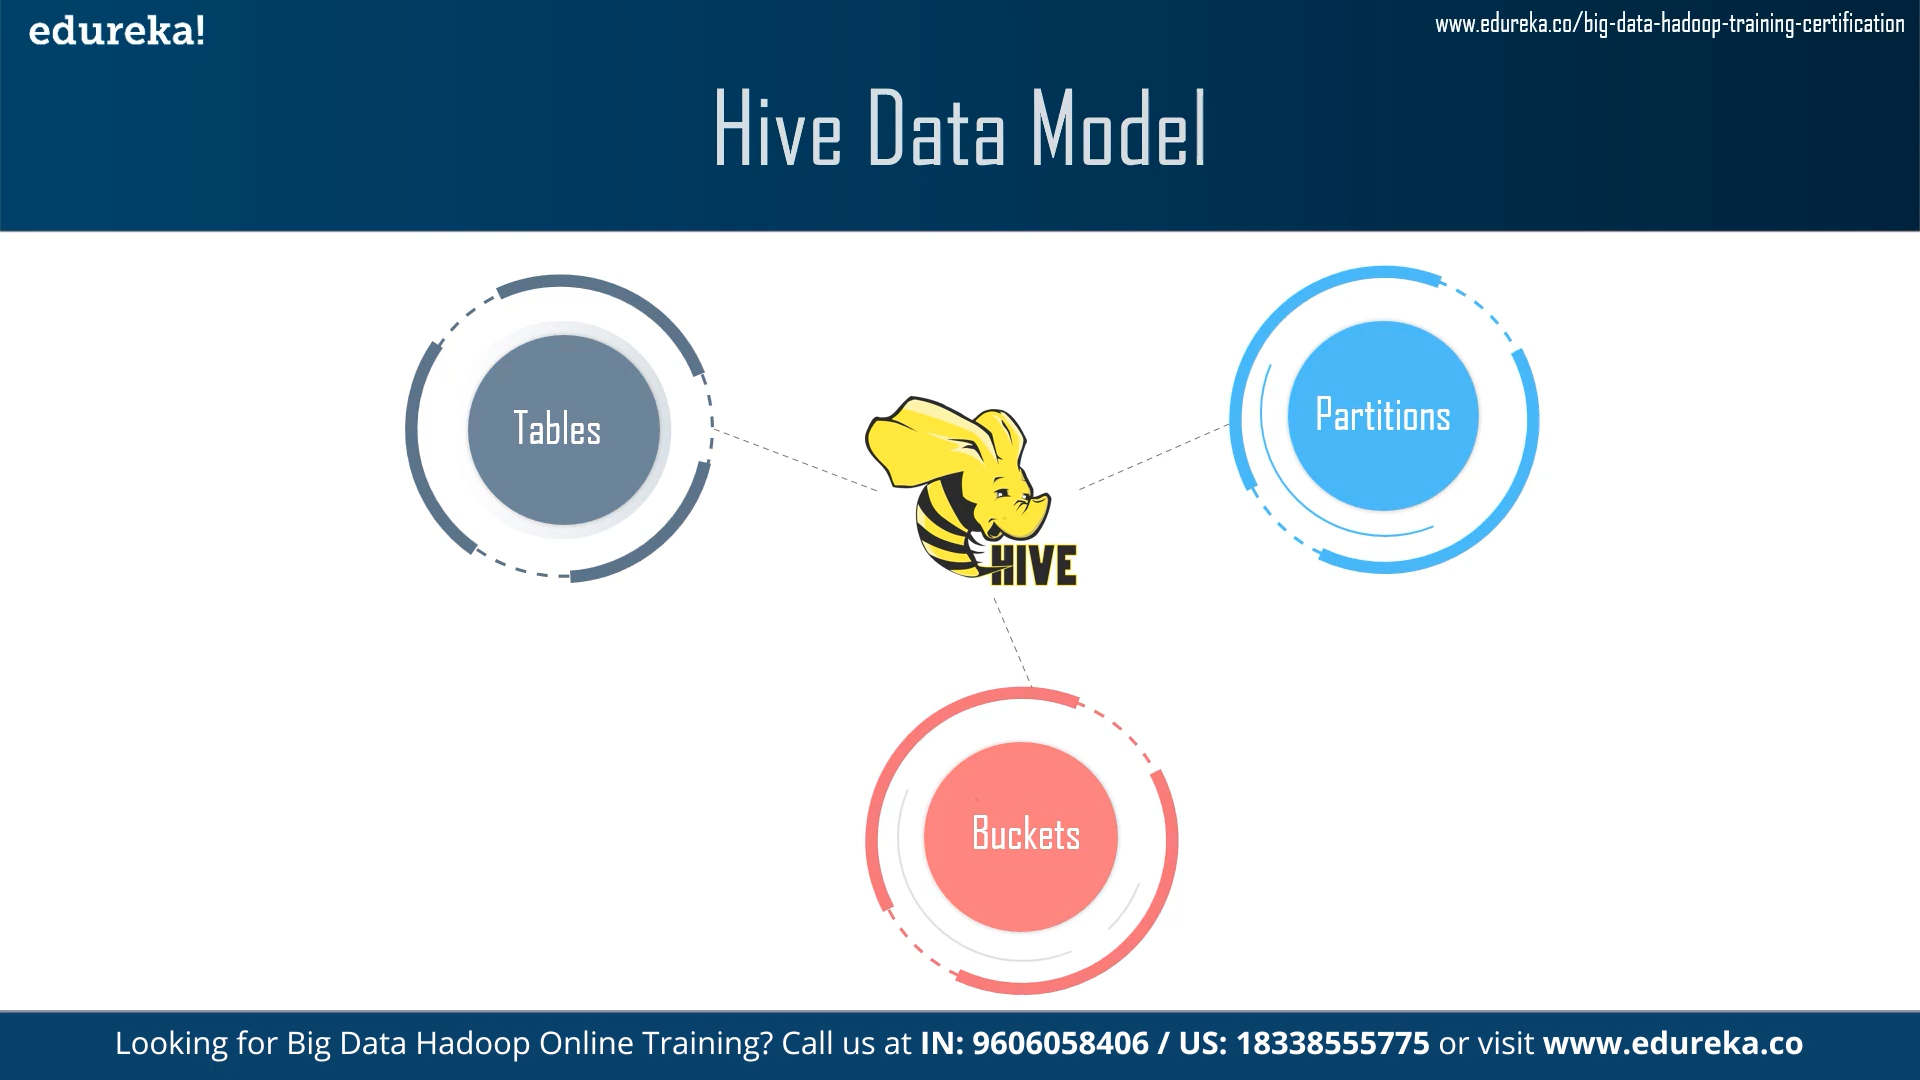 edureka!
www.edureka.co/big-data-hadoop-training-certification
Hive Data Model
Tables
Partitions
HIVE
Buckets
Looking for Big Data Hadoop Online Training? Call us at IN: 9606058406 / US: 18338555775 or visit www.edureka.co